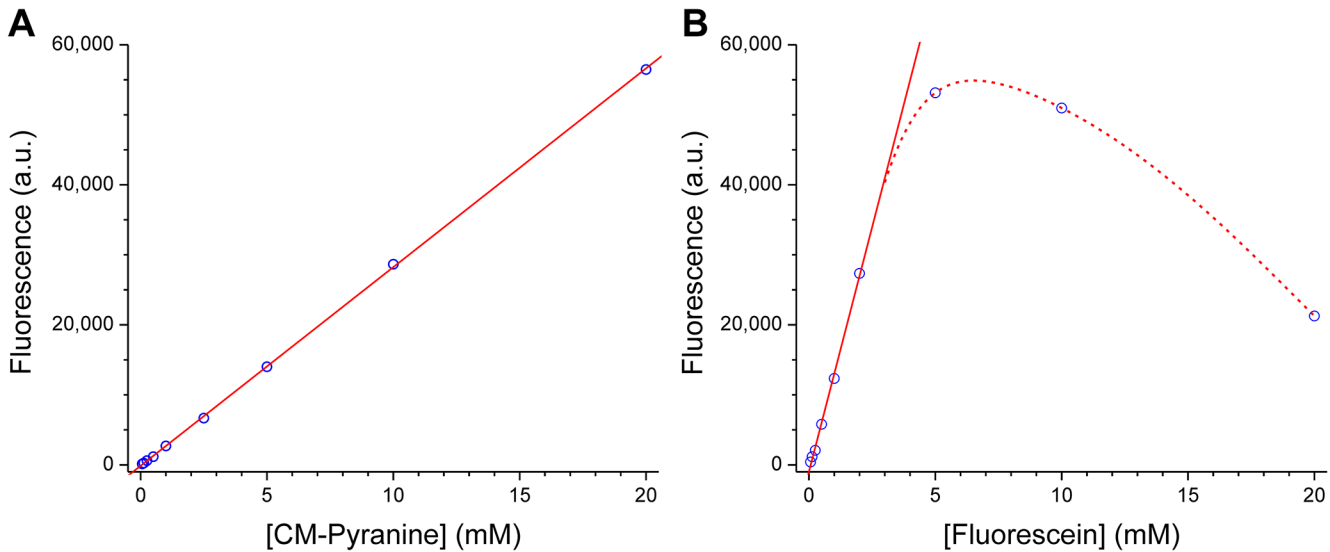 A
60,000
40,000
20,000
0
Fluorescence (a.u.)
0 5 10 15 20
[CM-Pyranine] (mM)
B
60,000
40,000
20,000
0
Fluorescence (a.u.)
0 5 10 15 20
[Fluorescein] (mM)